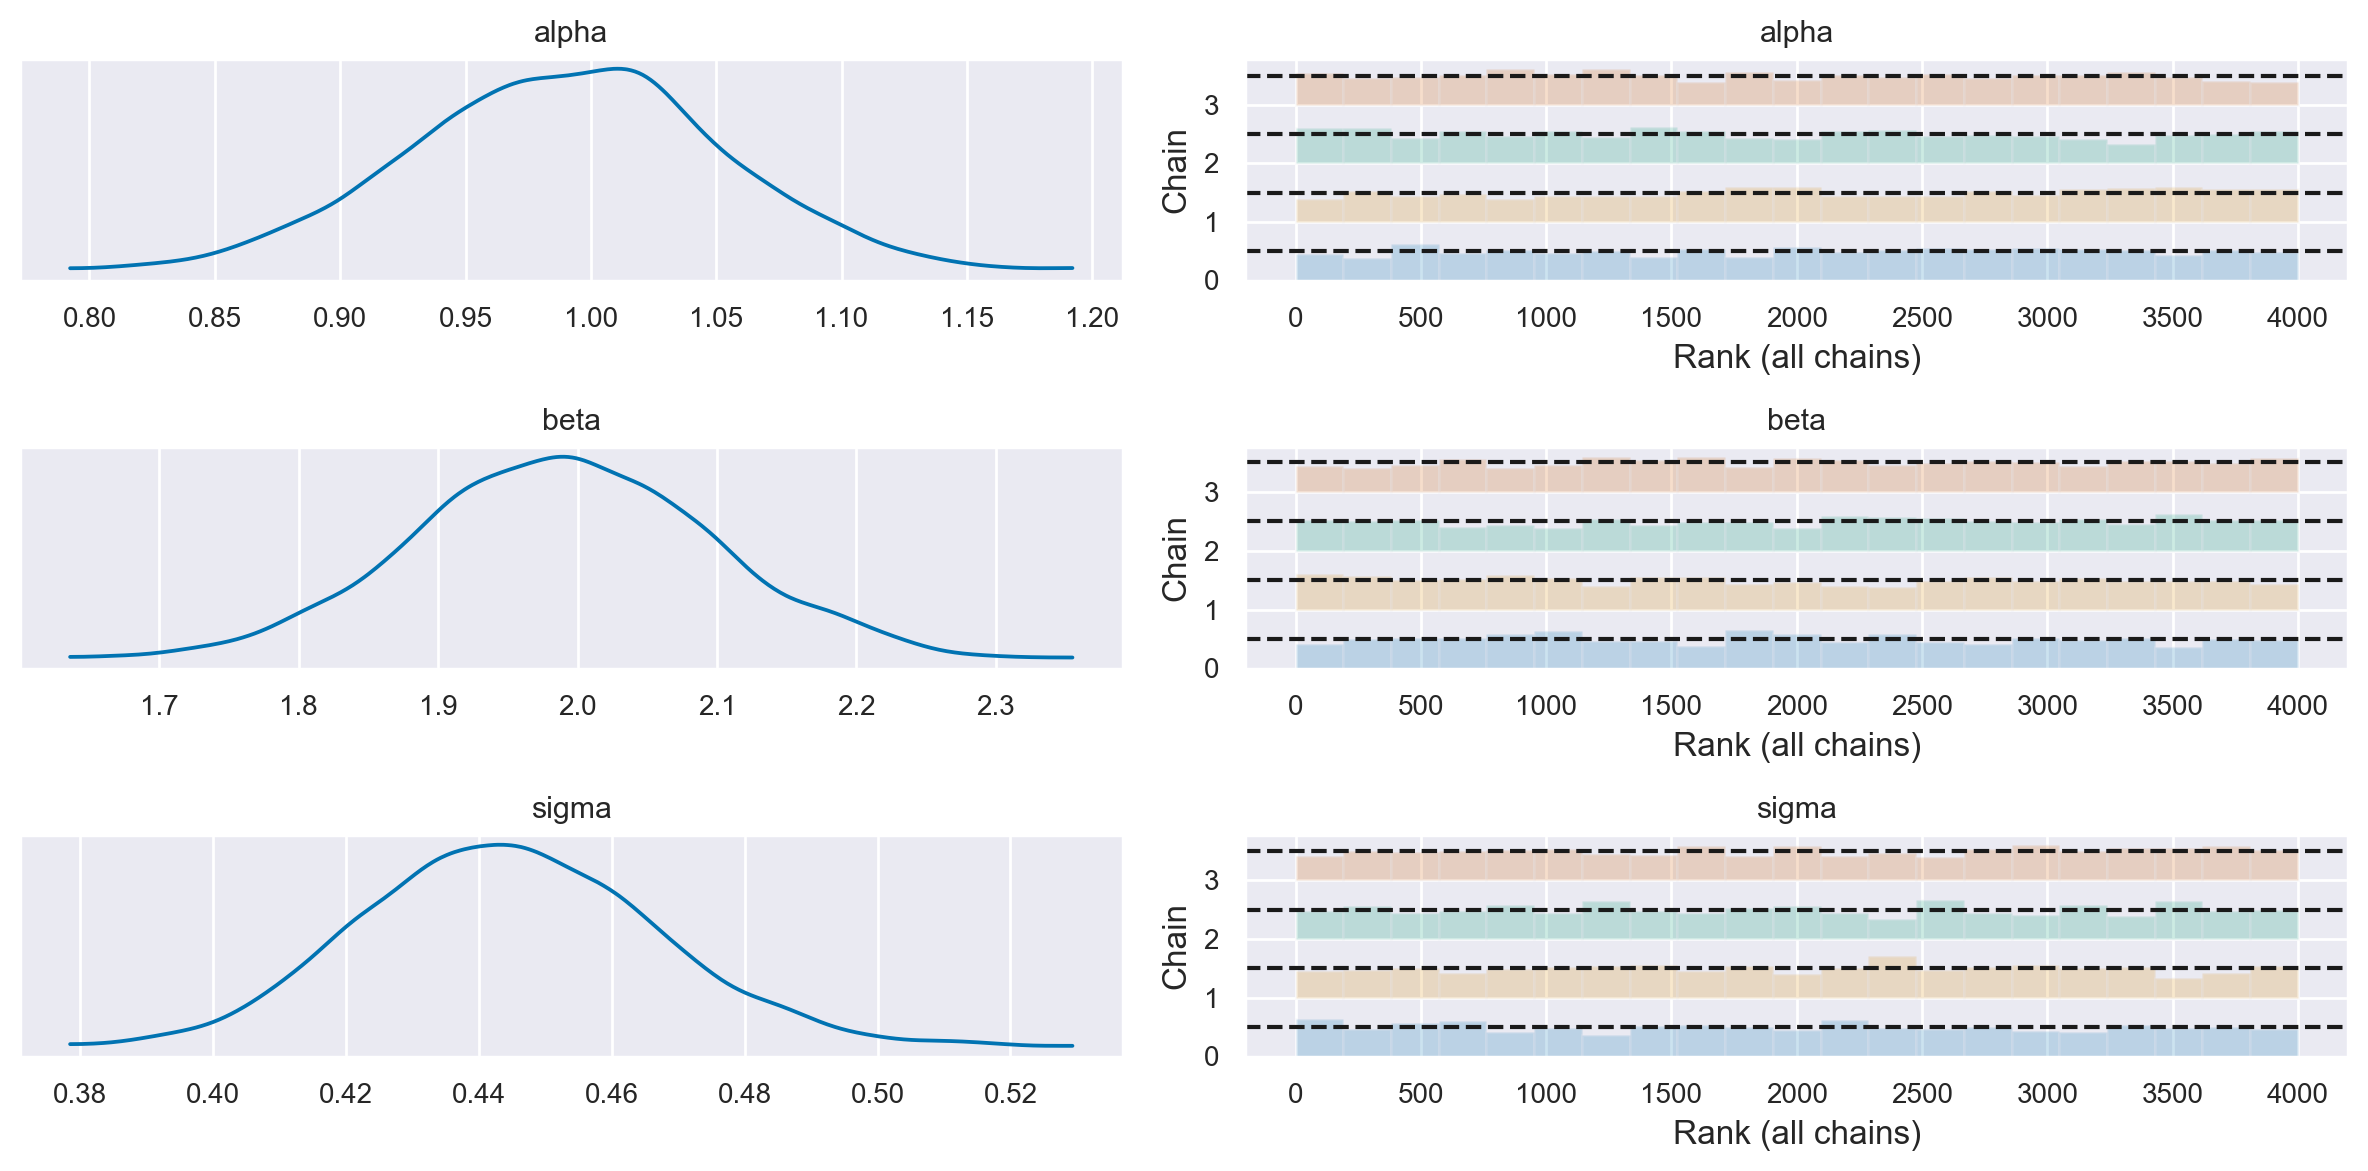 alpha
0.80 0.85 0.90 0.95 1.00 1.05 1.10 1.15 1.20
alpha
Chain
3
2
1
0
0 500 1000 1500 2000 2500 3000 3500 4000
Rank (all chains)
beta
1.7 1.8 1.9 2.0 2.1 2.2 2.3
beta
Chain
3
2
1
0
0 500 1000 1500 2000 2500 3000 3500 4000
Rank (all chains)
sigma
0.38 0.40 0.42 0.44 0.46 0.48 0.50 0.52
sigma
Chain
3
2
1
0
0 500 1000 1500 2000 2500 3000 3500 4000
Rank (all chains)